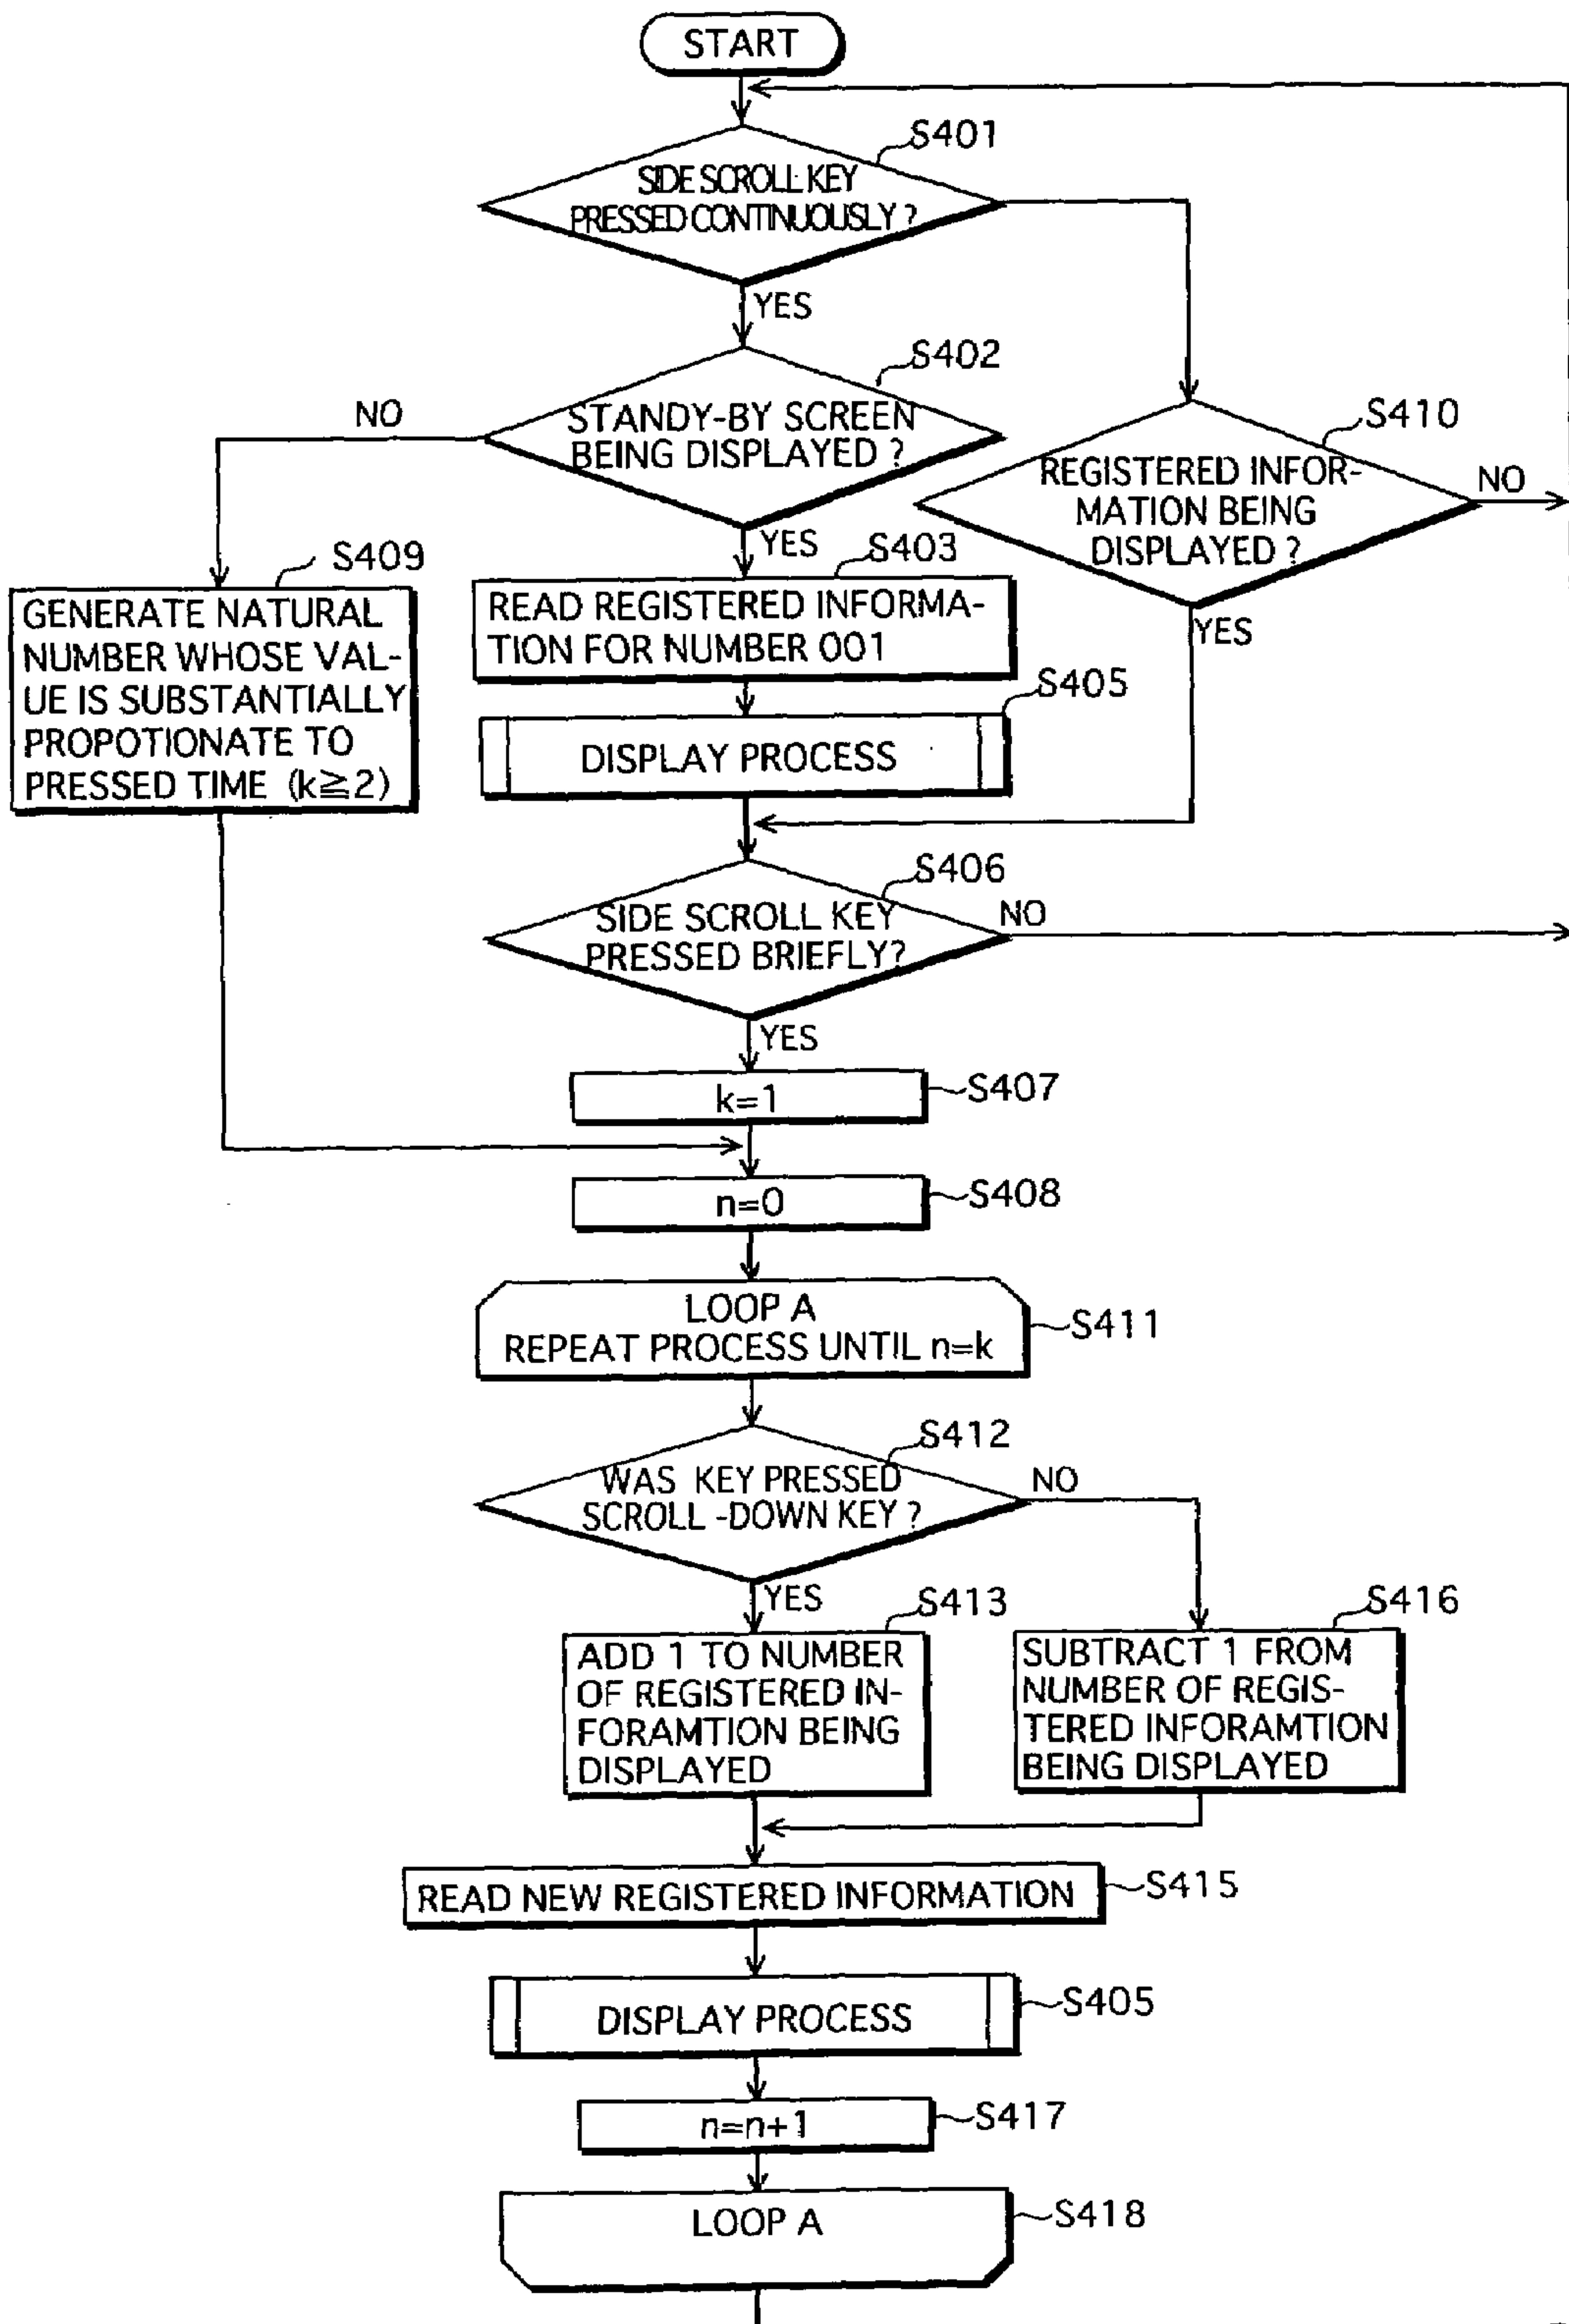 START
S401
SIDE SCROLL KEY
PRESSED CONTINUOUSLY ?
YES
S402
STANDY-BY SCREEN
BEING DISPLAYED ?
NO
S410
REGISTERED INFOR-
MATION BEING
DISPLAYED ?
NO
YES
YES
S409
GENERATE NATURAL
NUMBER WHOSE VAL-
UE IS SUBSTANTIALLY
PROPOTIONATE TO
PRESSED TIME (k≧2)
S403
READ REGISTERED INFORMA-
TION FOR NUMBER 001
S405
DISPLAY PROCESS
S406
SIDE SCROLL KEY
PRESSED BRIEFLY?
NO
YES
k=1
S407
n=0
S408
LOOP A
REPEAT PROCESS UNTIL n=k
S411
S412
WAS KEY PRESSED
SCROLL -DOWN KEY ?
NO
YES
S413
ADD 1 TO NUMBER
OF REGISTERED IN-
FORAMTION BEING
DISPLAYED
S416
SUBTRACT 1 FROM
NUMBER OF REGIS-
TERED INFORAMTION
BEING DISPLAYED
READ NEW REGISTERED INFORMATION
S415
DISPLAY PROCESS
S405
n=n+1
S417
LOOP A
S418